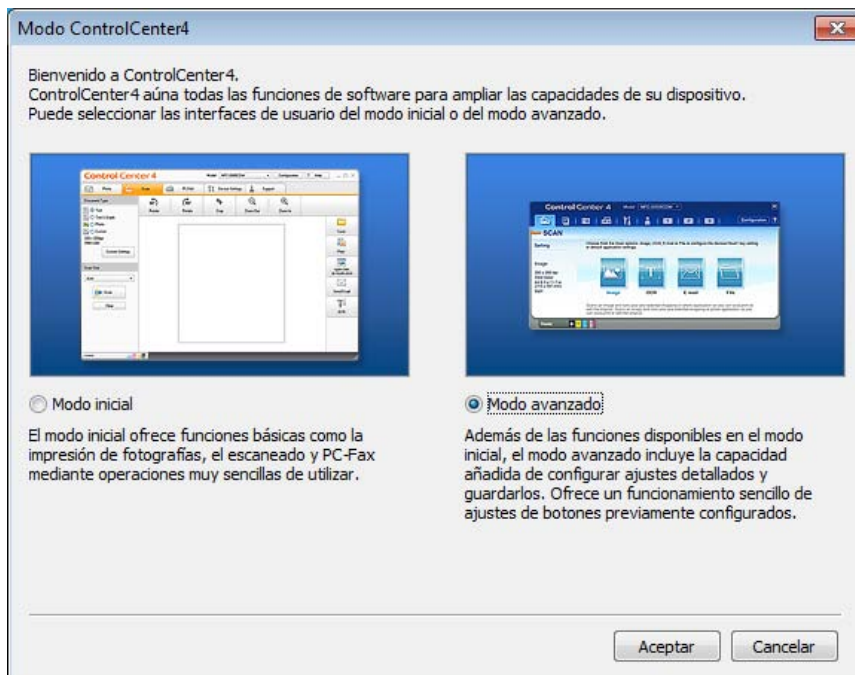 Modo ControlCenter4
Bienvenido a ControlCenter4.
ControlCenter4 aúna todas las funciones de software para ampliar las capacidades de su dispositivo.
Puede seleccionar las interfaces de usuario del modo inicial o del modo avanzado.
Control Center 4
Control Center 4
SCAN
Modo inicial
El modo inicial ofrece funciones básicas como la
impresión de fotografías, el escaneado y PC-Fax
mediante operaciones muy sencillas de utilizar.
Modo avanzado
Además de las funciones disponibles en el modo
inicial, el modo avanzado incluye la capacidad
añadida de configurar ajustes detallados y
guardarlos. Ofrece un funcionamiento sencillo de
ajustes de botones previamente configurados.
Aceptar
Cancelar